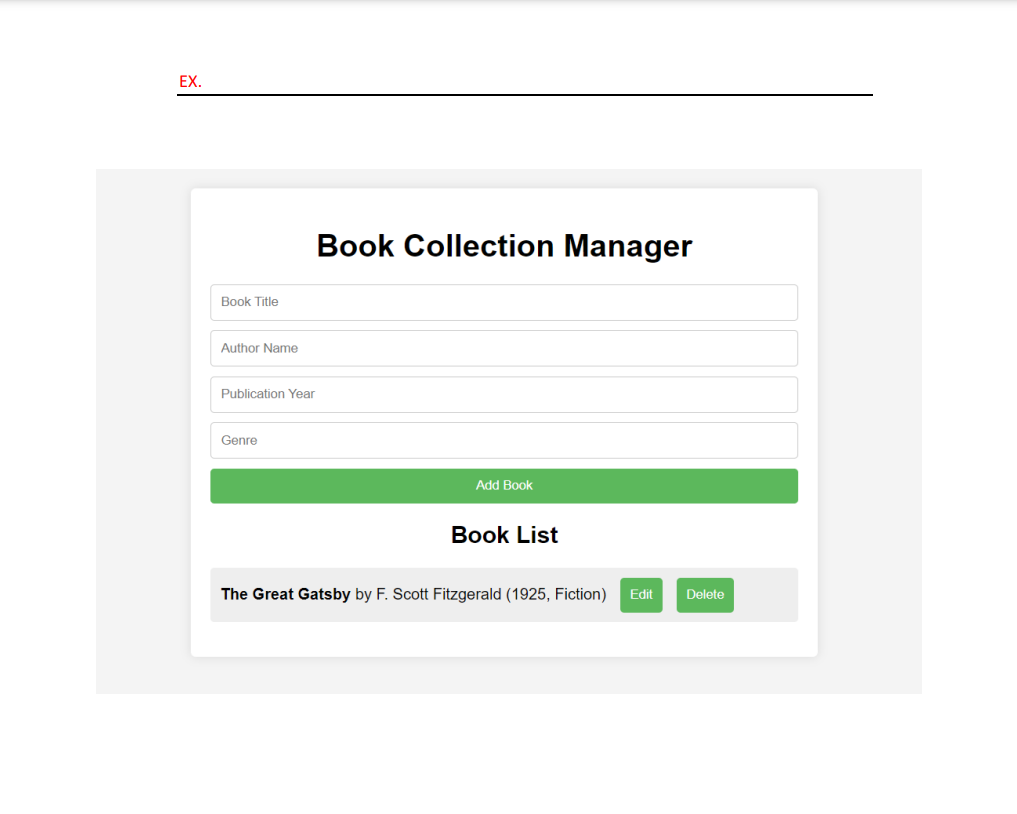 EX.
Book Collection Manager
Book Title
Author Name
Publication Year
Genre
Add Book
Book List
The Great Gatsby by F. Scott Fitzgerald (1925, Fiction) Edit Delete